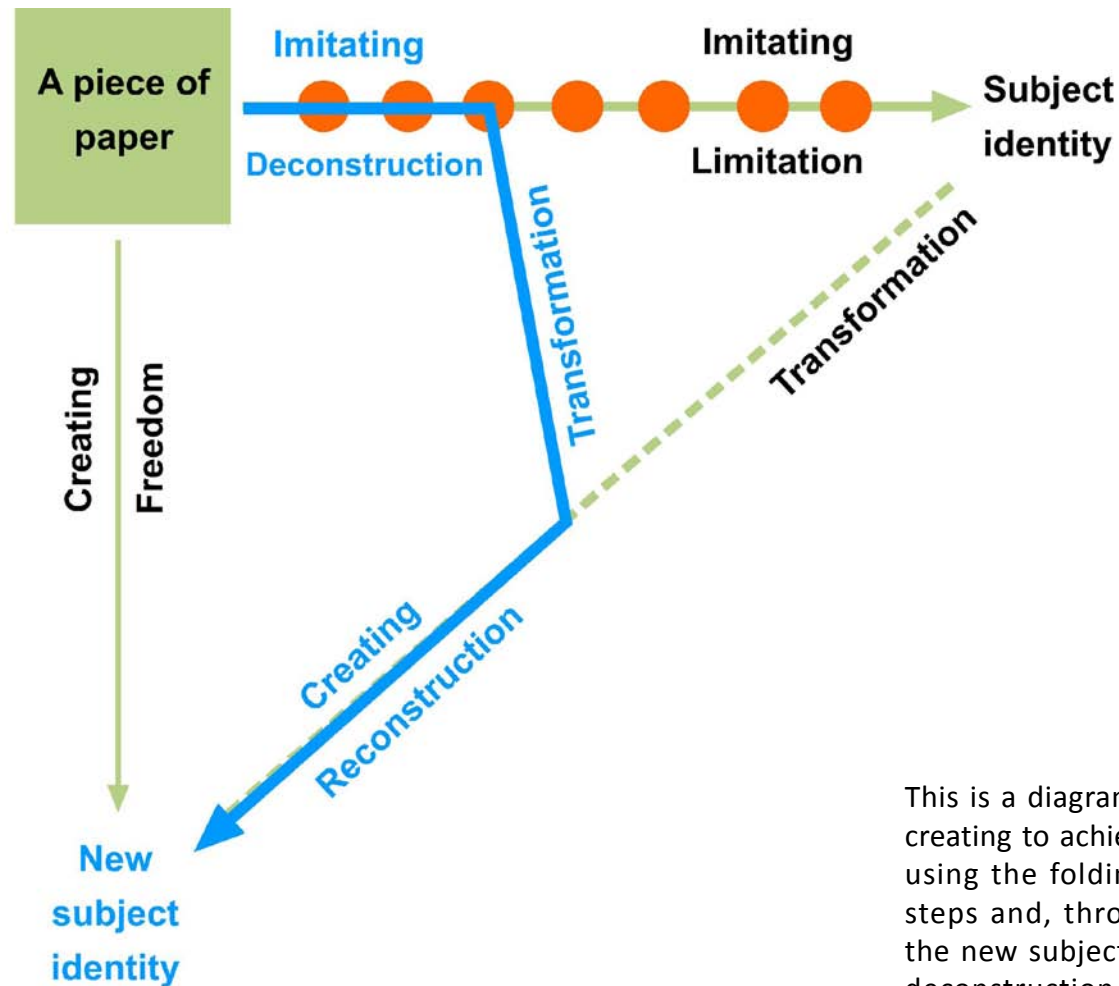 A piece of
paper
Imitating
Deconstruction
Imitating
Limitation
Subject
identity
Transformation
Transformation
Creating
Freedom
Creating
Reconstruction
New
subject
identity
This is a diagram
creating to achie
using the foldin
steps and, thro
the new subject